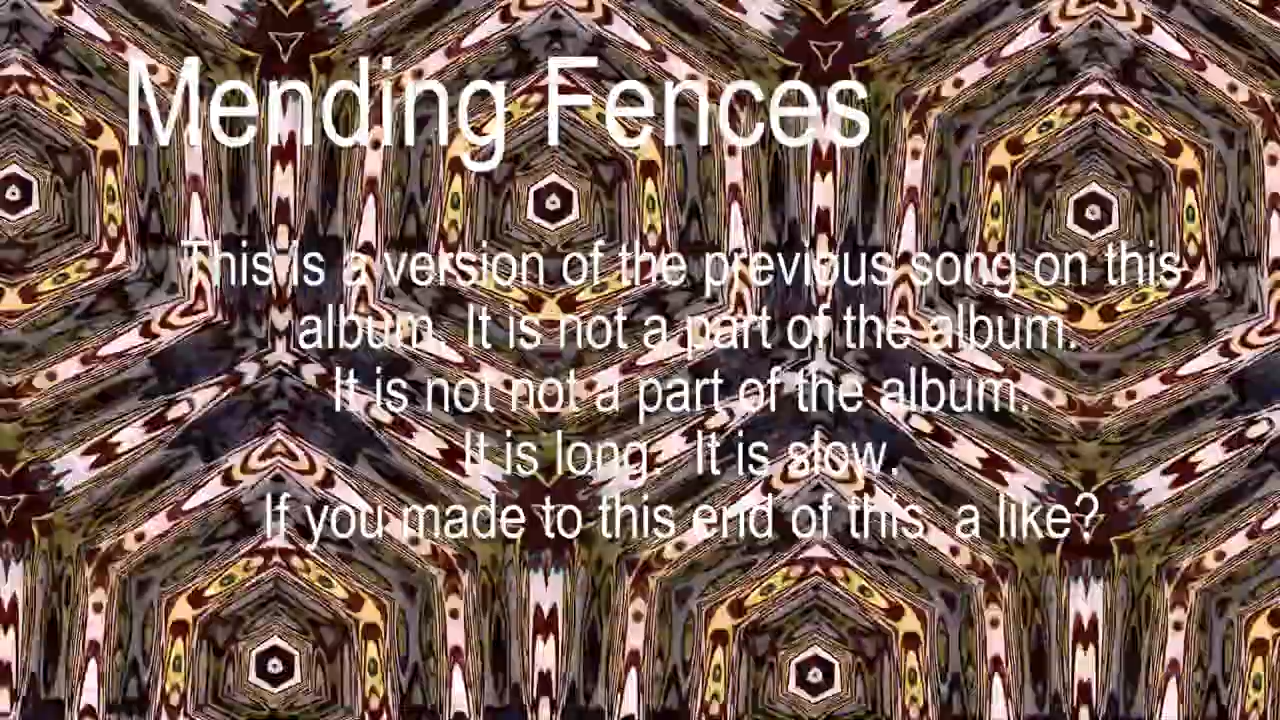 Mending Fences
This is a version of the previous song on this
album. It is not a part of the album.
It is not not a part of the album.
It is long. It is slow.
If you made to this end of this, a like?